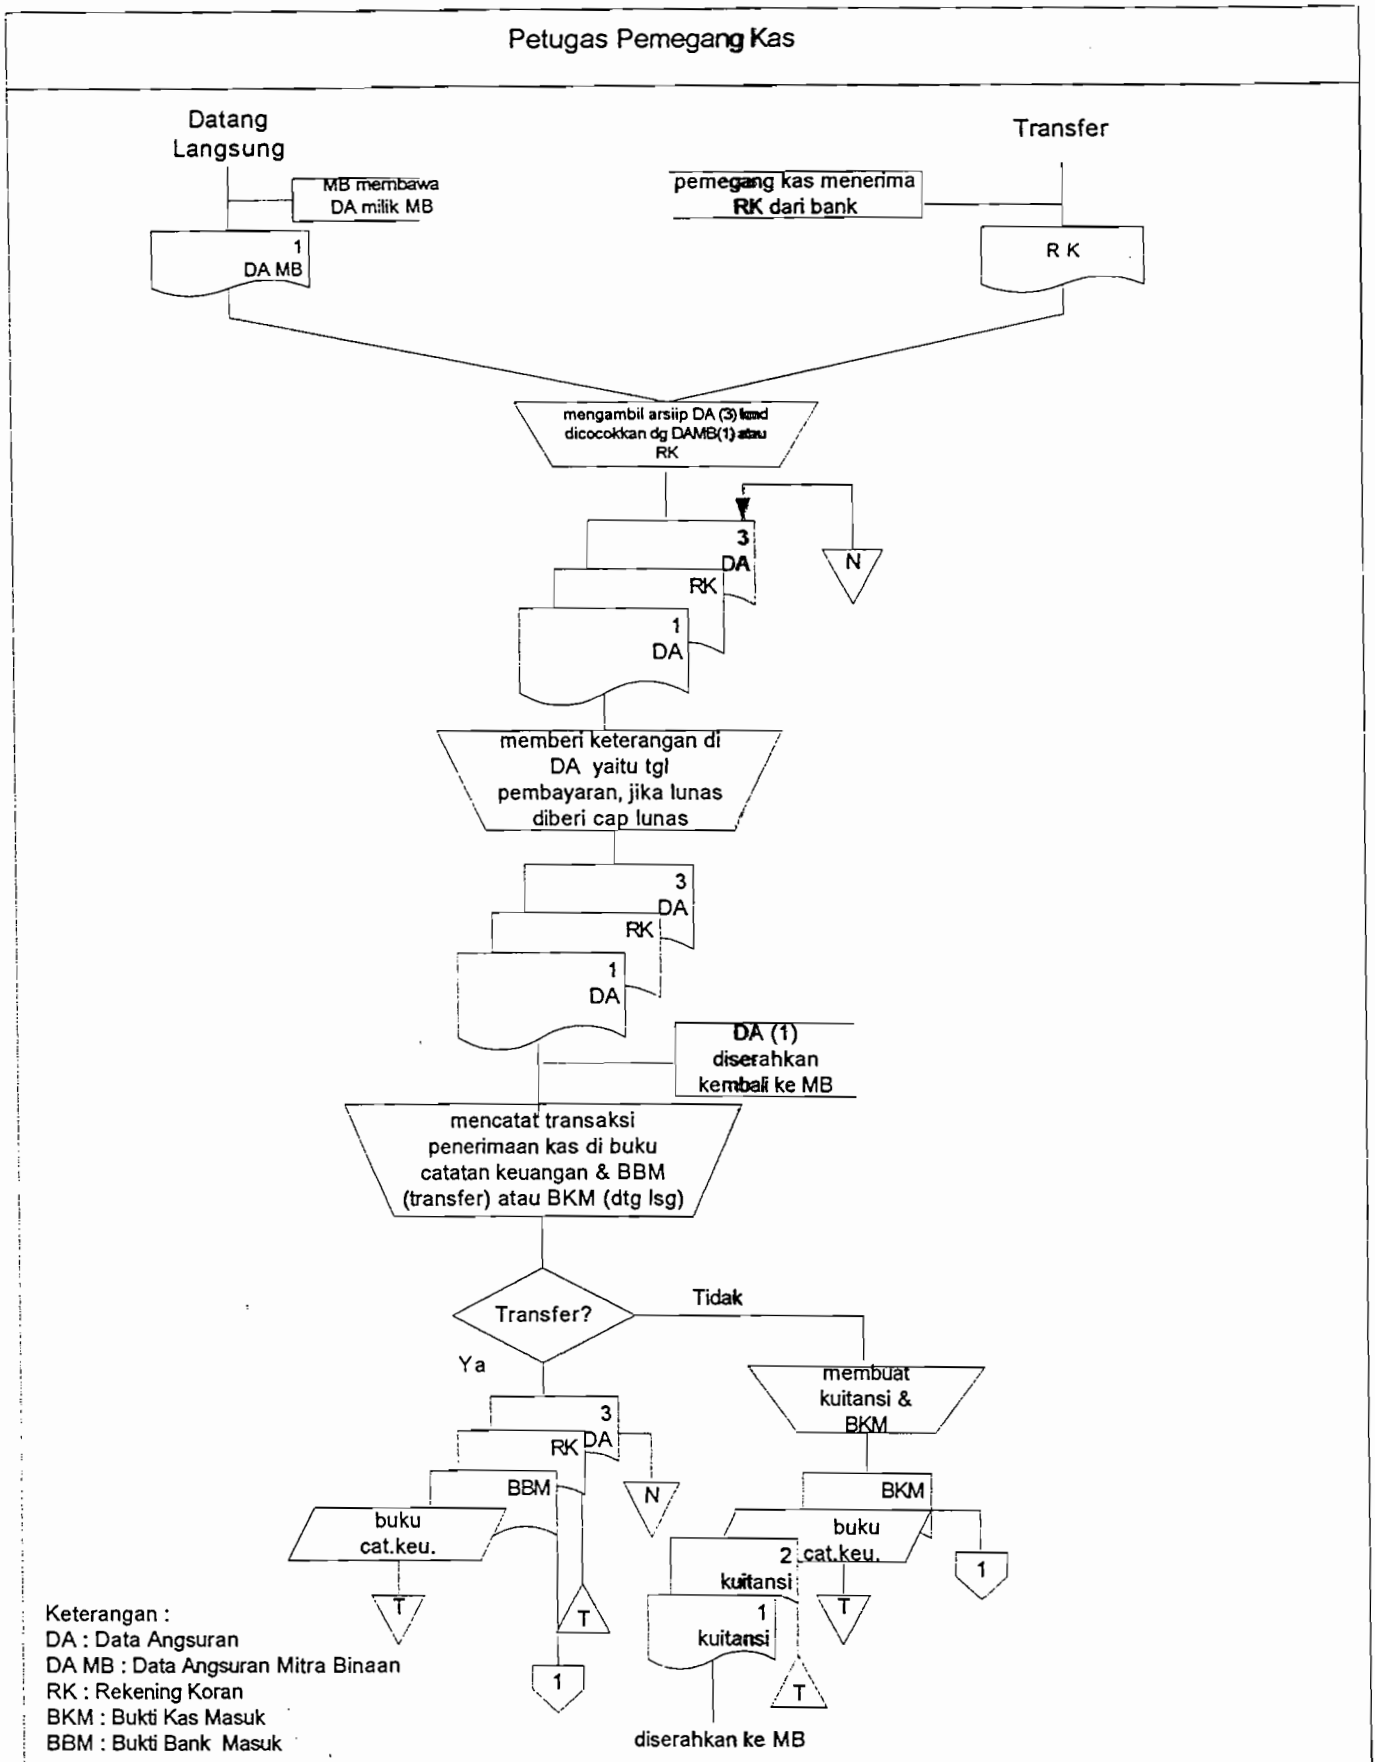 Petugas Pemegang Kas
Datang
Langsung
Transfer
MB membawa
DA milik MB
pemegang kas menerima
RK dari bank
1
DA MB
R K
mengambil arsiip DA (3)
dicocokkan dg DAMB(1) atau
RK
3
DA
N
RK
1
DA
memberi keterangan di
DA yaitu tgl
pembayaran, jika lunas
diberi cap lunas
3
DA
RK
1
DA
DA (1)
diserahkan
kembali ke MB
mencatat transaksi
penerimaan kas di buku
catatan keuangan & BBM
(transfer) atau BKM (dtg lsg)
Transfer?
Tidak
Ya
membuat
kuitansi &
BKM
3
DA
RK
BBM
N
buku
cat.keu.
T
T
1
BKM
buku
cat.keu.
1
2
kuitansi
T
1
kuitansi
T
diserahkan ke MB
Keterangan :
DA : Data Angsuran
DA MB : Data Angsuran Mitra Binaan
RK : Rekening Koran
BKM : Bukti Kas Masuk
BBM : Bukti Bank Masuk